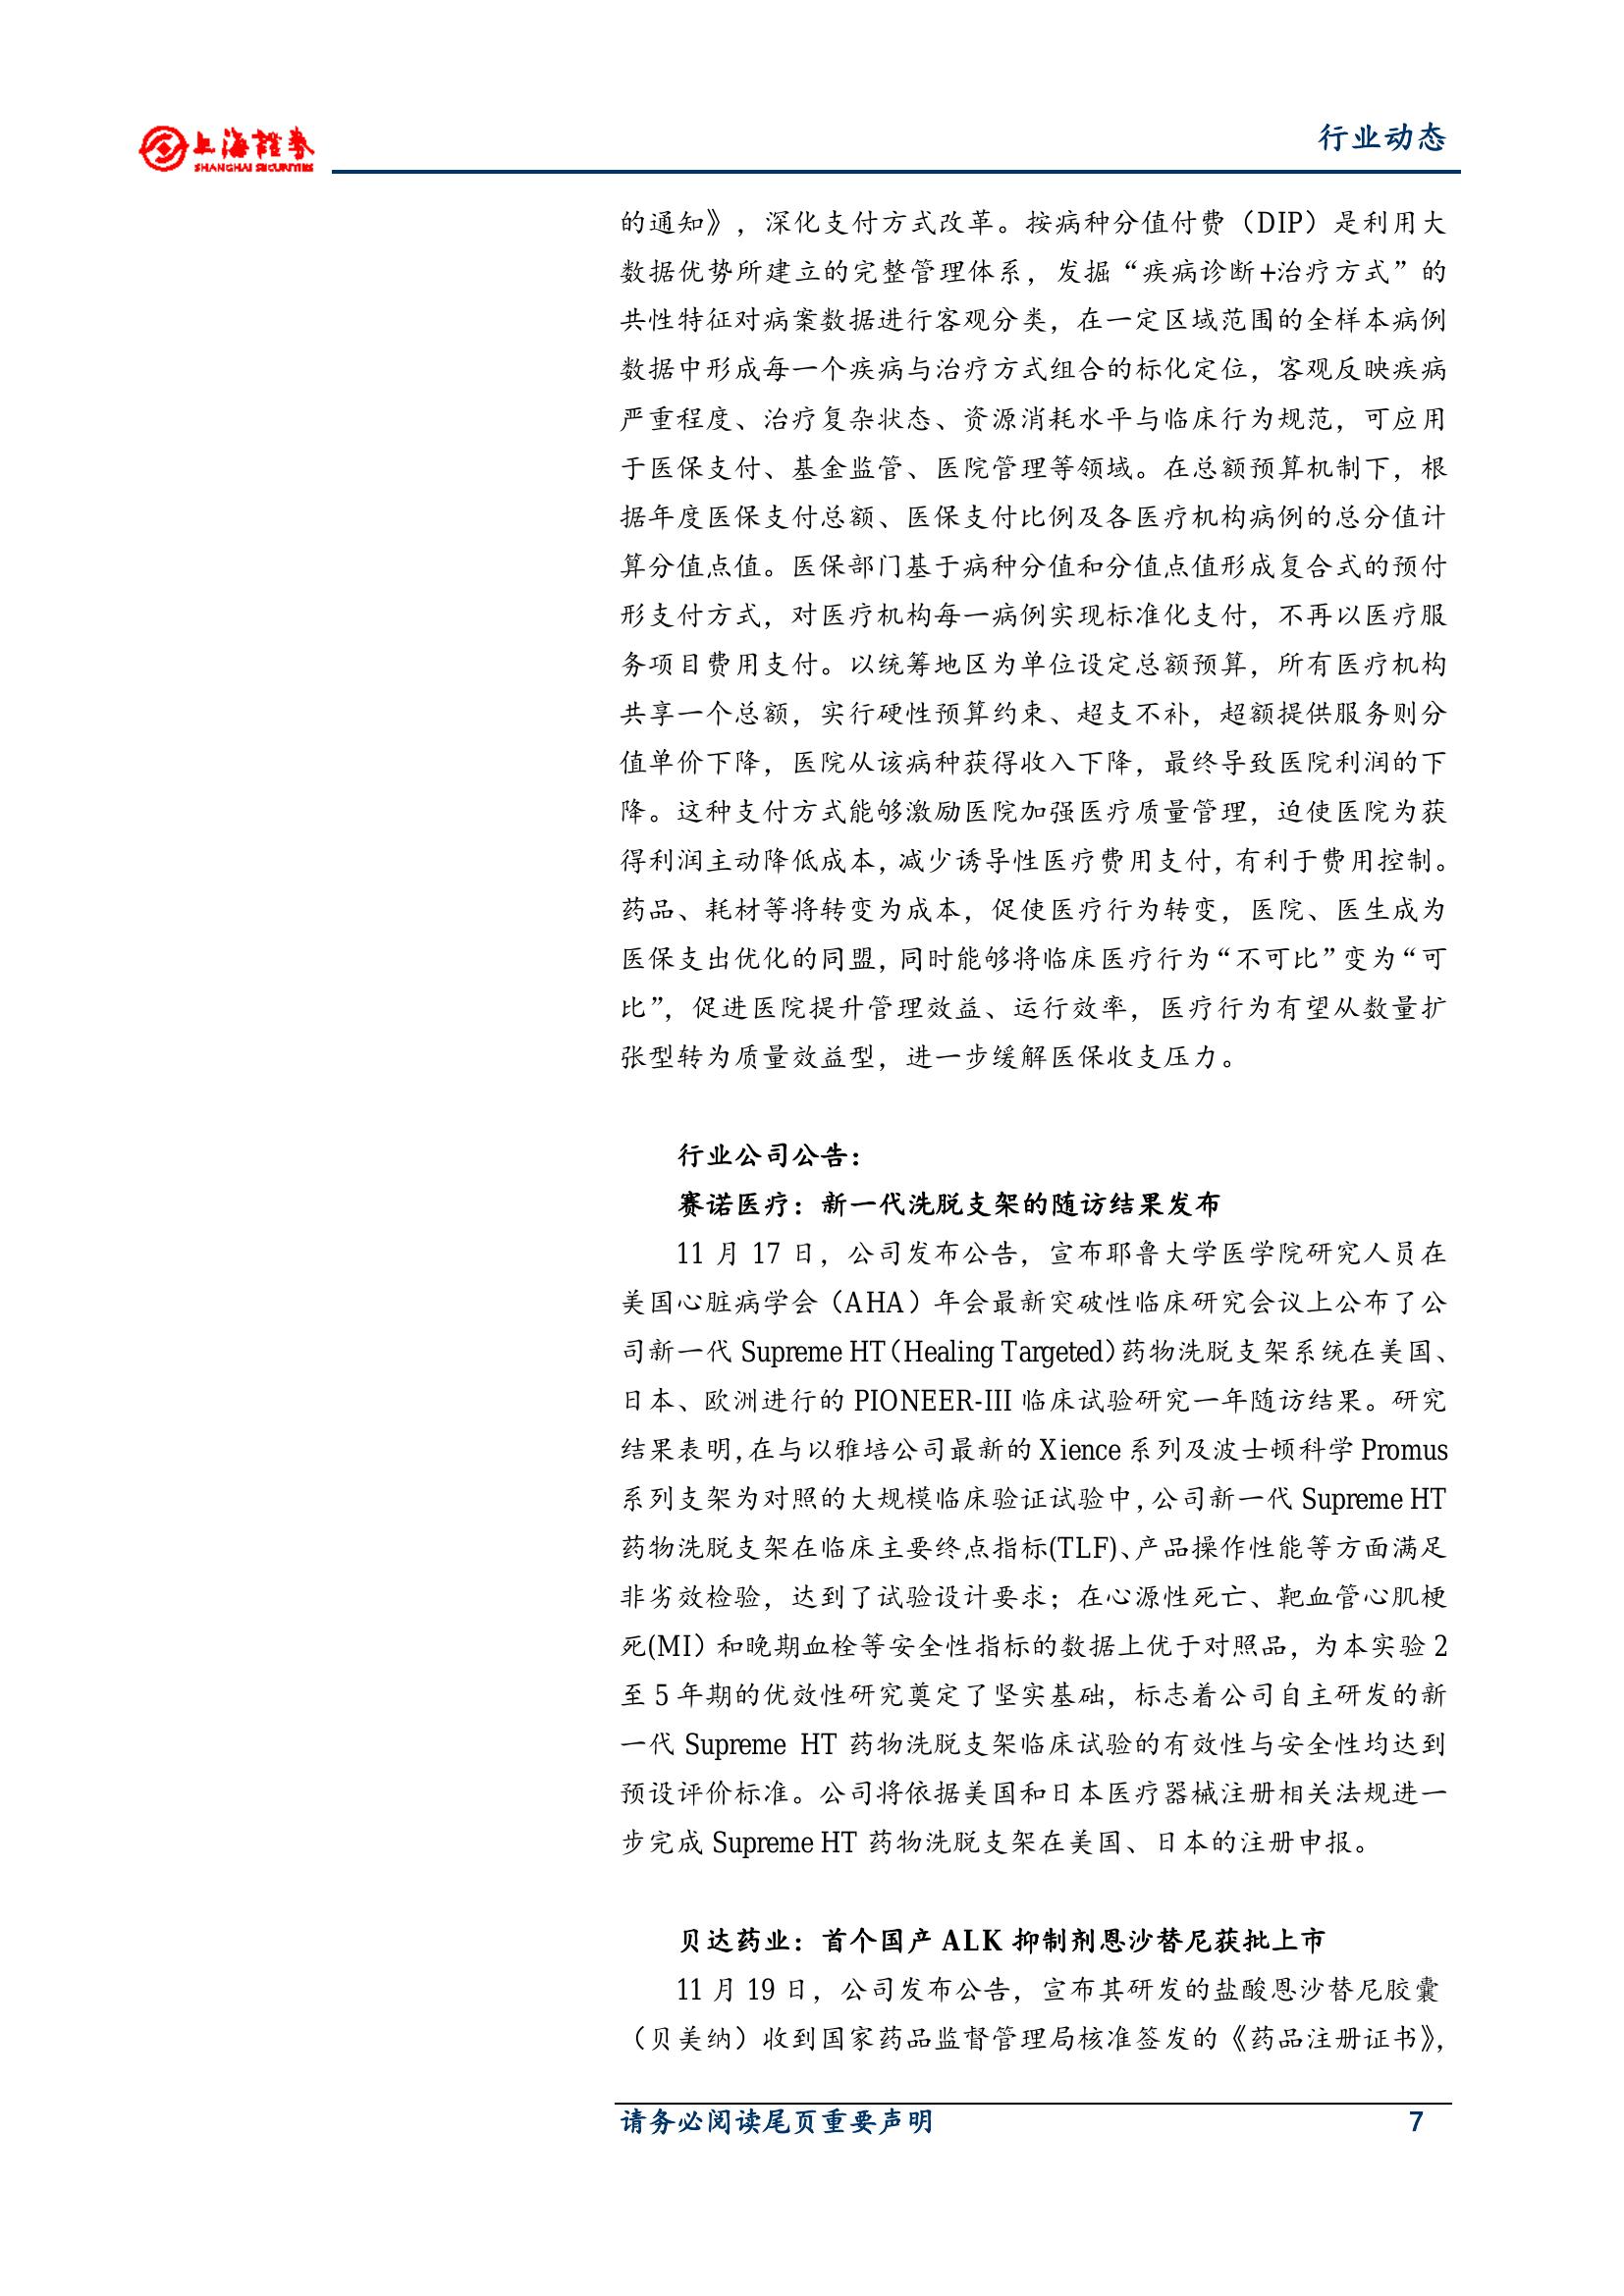 上海證券
SHANGHAI SECURITIES
行业动态
的通知》，深化支付方式改革。按病种分值付费（DIP）是利用大
数据优势所建立的完整管理体系，发掘“疾病诊断+治疗方式”的
共性特征对病案数据进行客观分类，在一定区域范围的全样本病例
数据中形成每一个疾病与治疗方式组合的标化定位，客观反映疾病
严重程度、治疗复杂状态、资源消耗水平与临床行为规范，可应用
于医保支付、基金监管、医院管理等领域。在总额预算机制下，根
据年度医保支付总额、医保支付比例及各医疗机构病例的总分值计
算分值点值。医保部门基于病种分值和分值点值形成复合式的预付
形支付方式，对医疗机构每一病例实现标准化支付，不再以医疗服
务项目费用支付。以统筹地区为单位设定总额预算，所有医疗机构
共享一个总额，实行硬性预算约束、超支不补，超额提供服务则分
值单价下降，医院从该病种获得收入下降，最终导致医院利润的下
降。这种支付方式能够激励医院加强医疗质量管理，迫使医院为获
得利润主动降低成本，减少诱导性医疗费用支付，有利于费用控制。
药品、耗材等将转变为成本，促使医疗行为转变，医院、医生成为
医保支出优化的同盟，同时能够将临床医疗行为“不可比”变为“可
比”，促进医院提升管理效益、运行效率，医疗行为有望从数量扩
张型转为质量效益型，进一步缓解医保收支压力。
行业公司公告：
赛诺医疗：新一代洗脱支架的随访结果发布
11 月 17 日，公司发布公告，宣布耶鲁大学医学院研究人员在
美国心脏病学会（AHA）年会最新突破性临床研究会议上公布了公
司新一代 Supreme HT（Healing Targeted）药物洗脱支架系统在美国、
日本、欧洲进行的 PIONEER-III 临床试验研究一年随访结果。研究
结果表明，在与以雅培公司最新的 Xience 系列及波士顿科学 Promus
系列支架为对照的大规模临床验证试验中，公司新一代 Supreme HT
药物洗脱支架在临床主要终点指标(TLF)、产品操作性能等方面满足
非劣效检验，达到了试验设计要求；在心源性死亡、靶血管心肌梗
死(MI）和晚期血栓等安全性指标的数据上优于对照品，为本实验 2
至 5 年期的优效性研究奠定了坚实基础，标志着公司自主研发的新
一代 Supreme HT 药物洗脱支架临床试验的有效性与安全性均达到
预设评价标准。公司将依据美国和日本医疗器械注册相关法规进一
步完成 Supreme HT 药物洗脱支架在美国、日本的注册申报。
贝达药业：首个国产 ALK 抑制剂恩沙替尼获批上市
11 月 19 日，公司发布公告，宣布其研发的盐酸恩沙替尼胶囊
（贝美纳）收到国家药品监督管理局核准签发的《药品注册证书》，
请务必阅读尾页重要声明 7